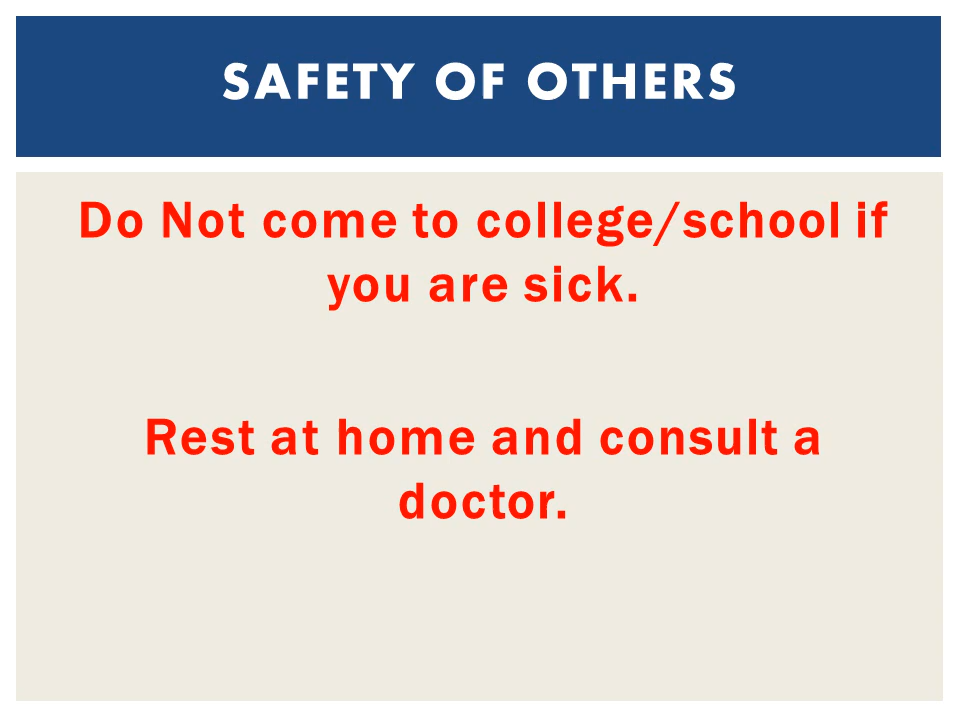 SAFETY OF OTHERS
Do Not come to college/school if
you are sick.
Rest at home and consult a
doctor.